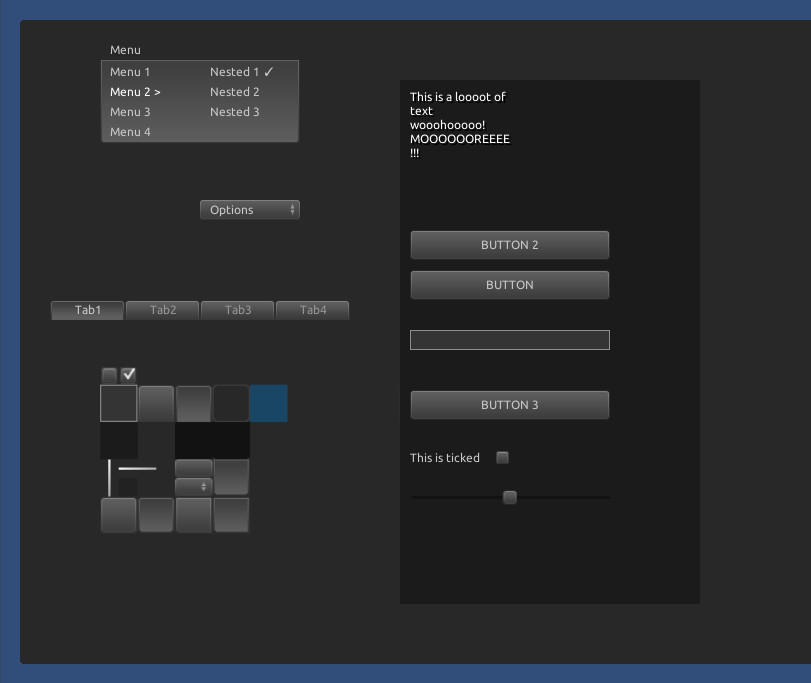 Menu
Menu 1 Nested 1 ✓
Menu 2 > Nested 2
Menu 3 Nested 3
Menu 4
Options
Tab1 Tab2 Tab3 Tab4
This is a loooot of
text
wooohooooo!
MOOOOOOREEEE
!!!
BUTTON 2
BUTTON
BUTTON 3
This is ticked